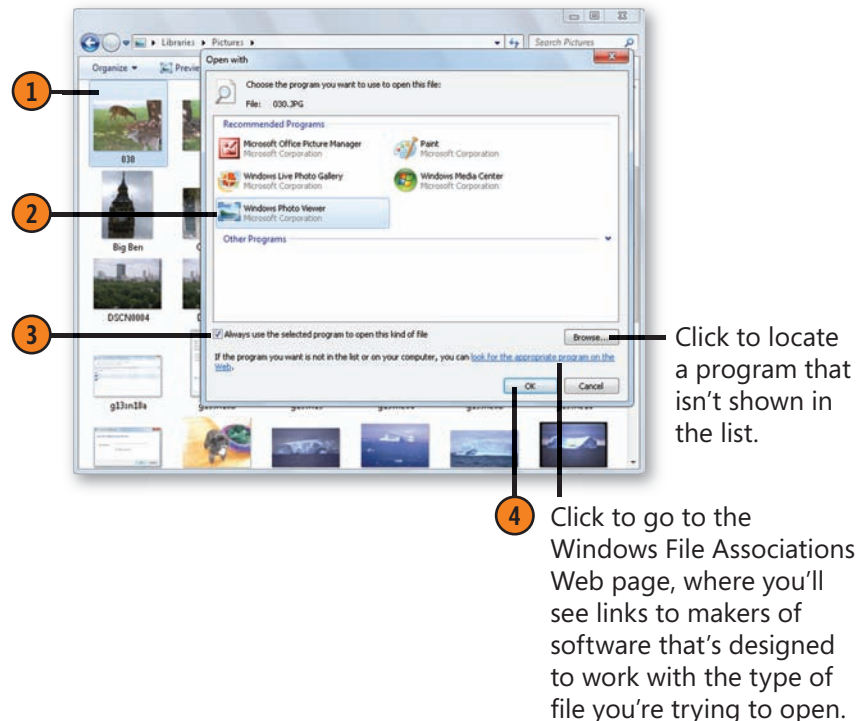 Libraries ▸ Pictures ▸
Search Pictures
Organize ▾
Open with
1
Choose the program you want to use to open this file:
File: 030.JPG
Recommended Programs
Microsoft Office Picture Manager
Microsoft Corporation
Paint
Microsoft Corporation
030
Windows Live Photo Gallery
Microsoft Corporation
Windows Media Center
Microsoft Corporation
2
Windows Photo Viewer
Microsoft Corporation
Other Programs
Big Ben
DSCN0004
3
Always use the selected program to open this kind of file
Browse...
Click to locate
a program that
isn't shown in
the list.
If the program you want is not in the list or on your computer, you can look for the appropriate program on the
Web.
OK
Cancel
4
Click to go to the
Windows File Associations
Web page, where you'll
see links to makers of
software that's designed
to work with the type of
file you're trying to open.